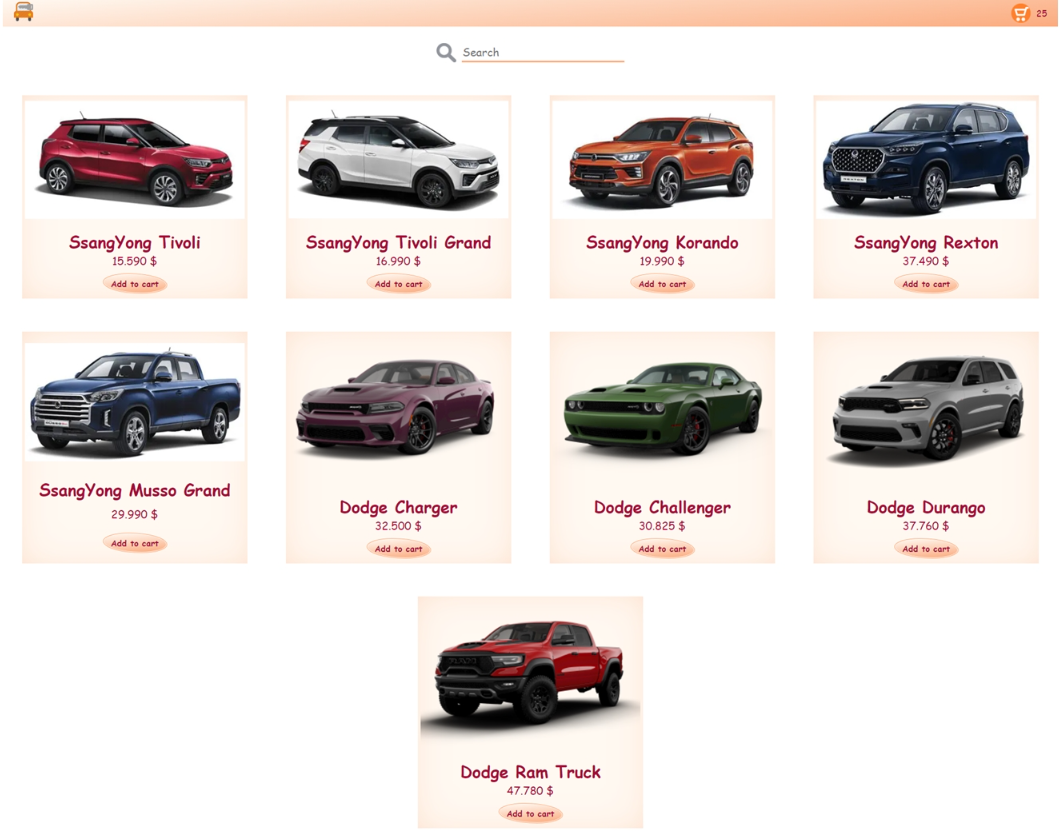 25
Search
SsangYong Tivoli
15.590 $
Add to cart
SsangYong Tivoli Grand
16.990 $
Add to cart
SsangYong Korando
19.990 $
Add to cart
SsangYong Rexton
37.490 $
Add to cart
SsangYong Musso Grand
29.990 $
Add to cart
Dodge Charger
32.500 $
Add to cart
Dodge Challenger
30.825 $
Add to cart
Dodge Durango
37.760 $
Add to cart
Dodge Ram Truck
47.780 $
Add to cart